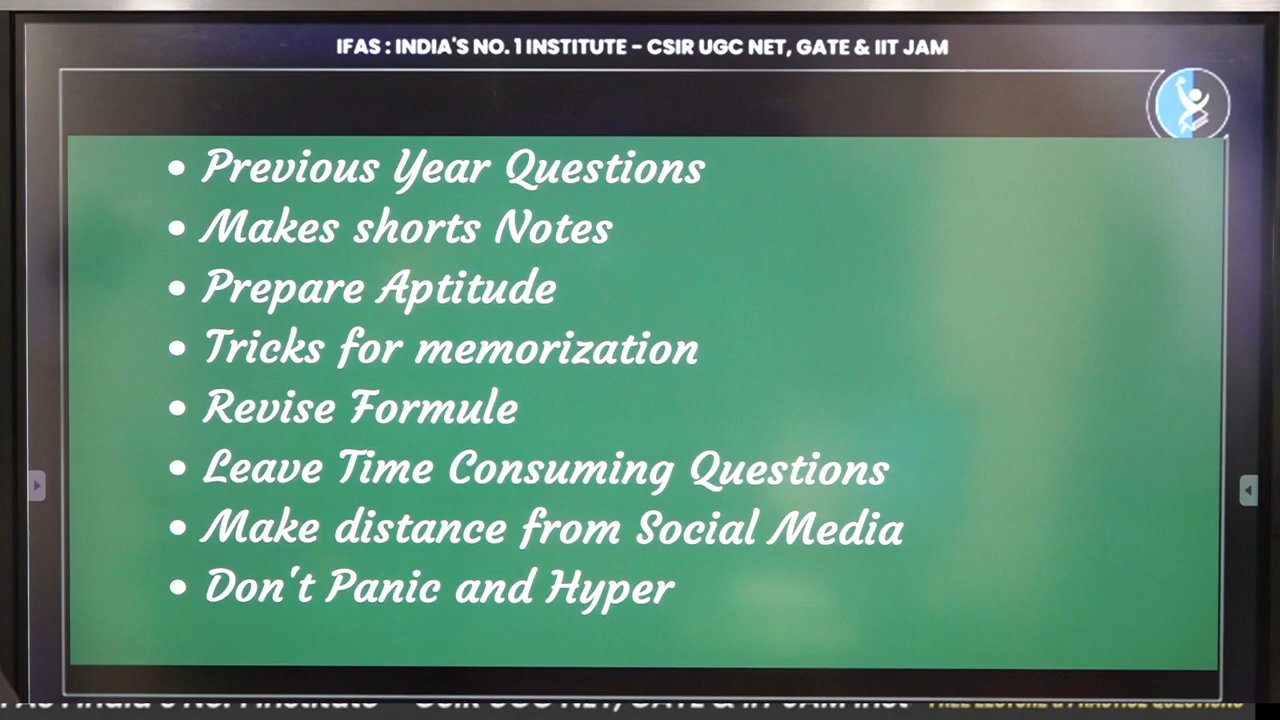 IFAS : INDIA'S NO. 1 INSTITUTE - CSIR UGC NET, GATE & IIT JAM
• Previous Year Questions
• Makes shorts Notes
• Prepare Aptitude
• Tricks for memorization
• Revise Formule
• Leave Time Consuming Questions
• Make distance from Social Media
• Don't Panic and Hyper